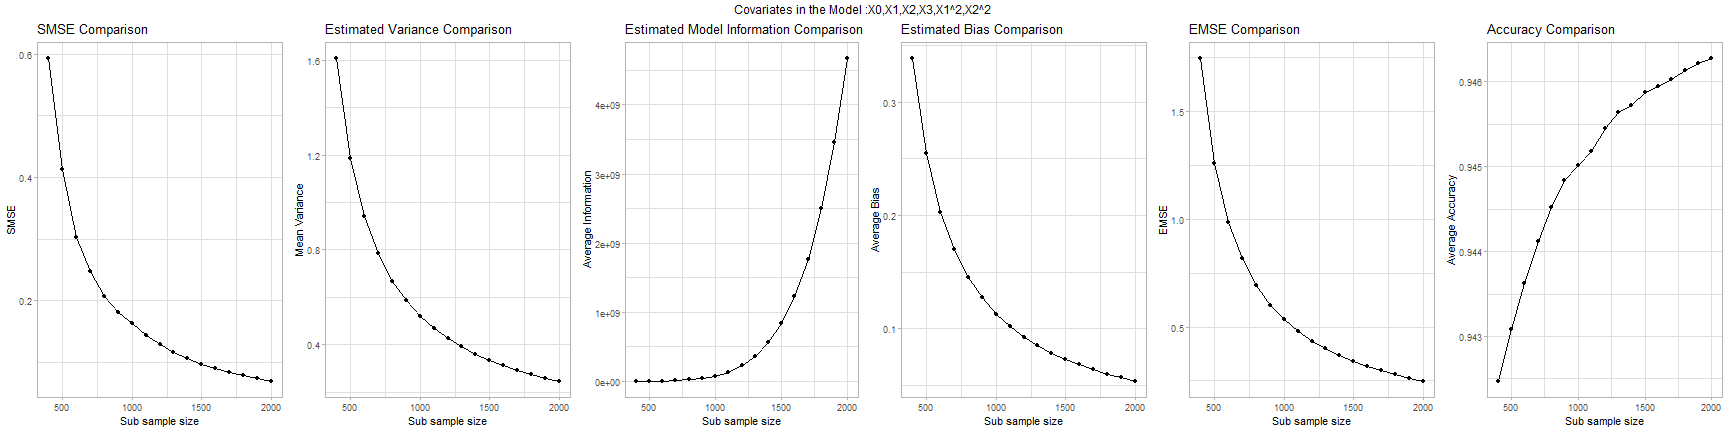 Covariates in the Model :X0,X1,X2,X3,X1^2,X2^2
SMSE Comparison
0.6
0.4
0.2
SMSE
500 1000 1500 2000
Sub sample size
Estimated Variance Comparison
1.6
1.2
0.8
0.4
Mean Variance
500 1000 1500 2000
Sub sample size
Estimated Model Information Comparison
4e+09
3e+09
2e+09
1e+09
0e+00
Average Information
500 1000 1500 2000
Sub sample size
Estimated Bias Comparison
0.3
0.2
0.1
Average Bias
500 1000 1500 2000
Sub sample size
EMSE Comparison
1.5
1.0
0.5
EMSE
500 1000 1500 2000
Sub sample size
Accuracy Comparison
0.946
0.945
0.944
0.943
Average Accuracy
500 1000 1500 2000
Sub sample size